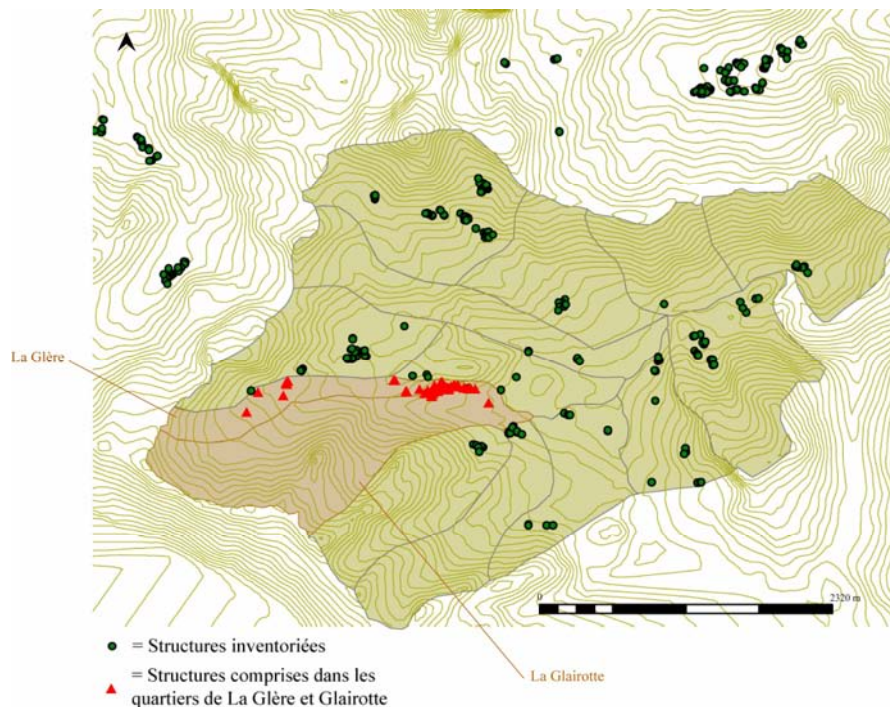 La Glère
0
2320 m
= Structures inventoriées
= Structures comprises dans les
quartiers de La Glère et Glairotte
La Glairotte